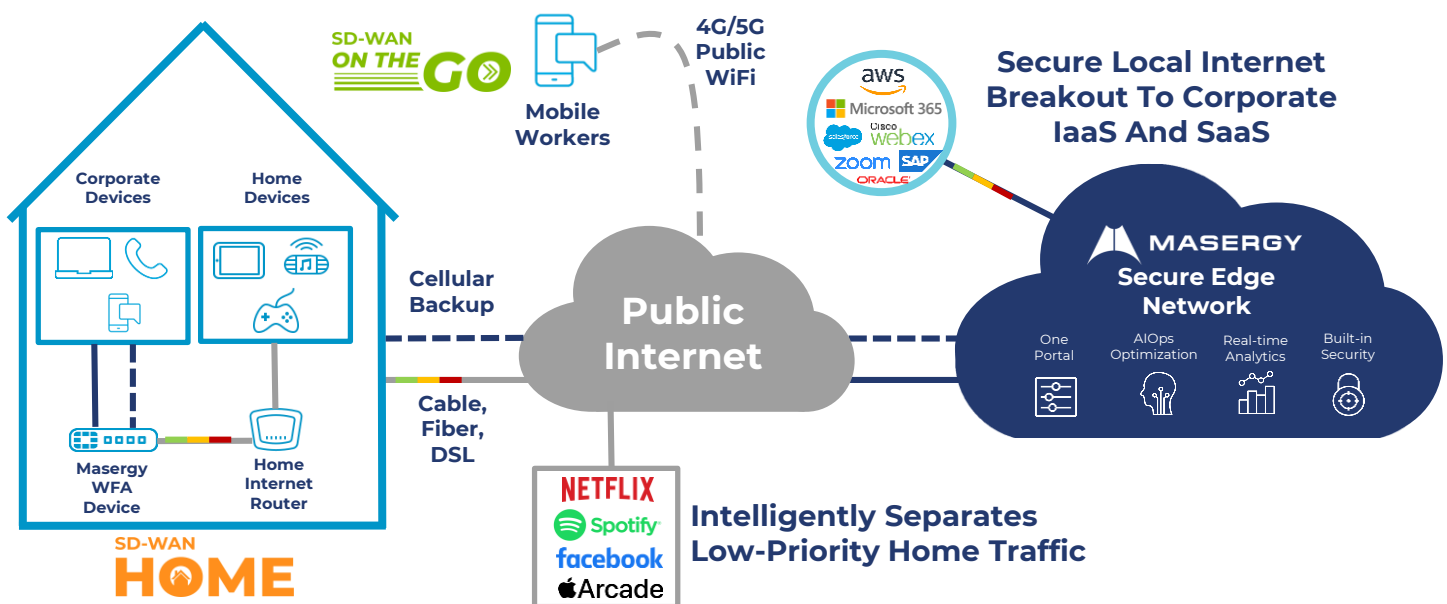 SD-WAN
ON THE
GO
Mobile
Workers
4G/5G
Public
WiFi
aws
Microsoft 365
salesforce
Cisco
webex
zoom
SAP
ORACLE
Secure Local Internet
Breakout To Corporate
IaaS And SaaS
Corporate
Devices
Home
Devices
Masergy
WFA
Device
Home
Internet
Router
SD-WAN
HOME
Cellular
Backup
Cable,
Fiber,
DSL
Public
Internet
MASERGY
Secure Edge
Network
One
Portal
AIOps
Optimization
Real-time
Analytics
Built-in
Security
NETFLIX
Spotify
facebook
Arcade
Intelligently Separates
Low-Priority Home Traffic